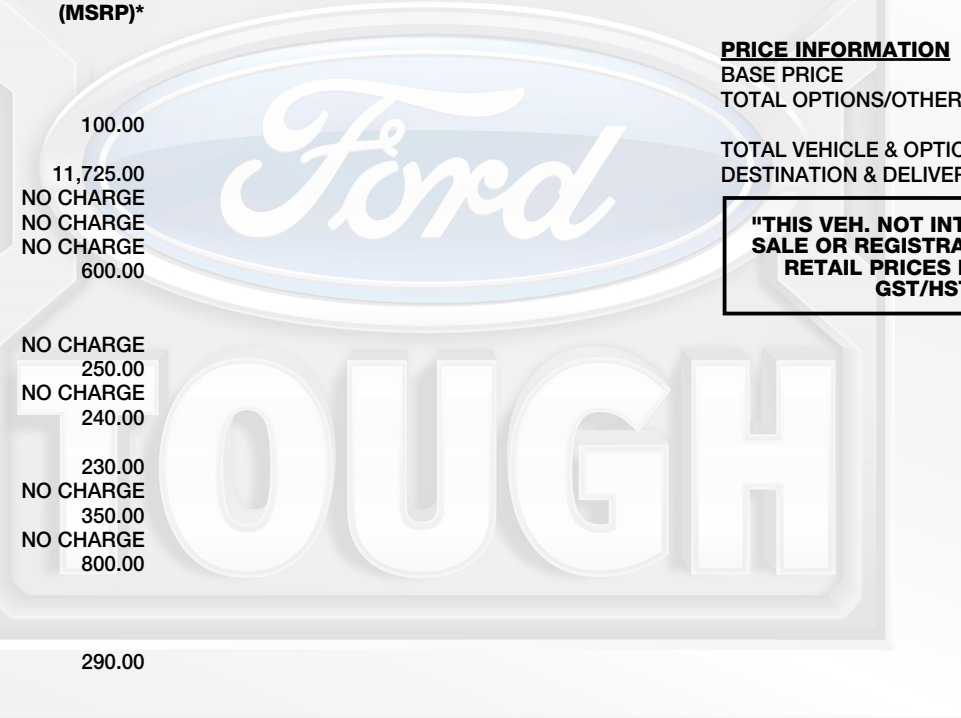 (MSRP)*
100.00
11,725.00
NO CHARGE
NO CHARGE
NO CHARGE
600.00
NO CHARGE
250.00
NO CHARGE
240.00
230.00
NO CHARGE
350.00
NO CHARGE
800.00
290.00
PRICE INFORMATION
BASE PRICE
TOTAL OPTIONS/OTHER
TOTAL VEHICLE & OPTIO
DESTINATION & DELIVER
"THIS VEH. NOT INT
SALE OR REGISTRA
RETAIL PRICES
GST/HST
Ford
TOUGH